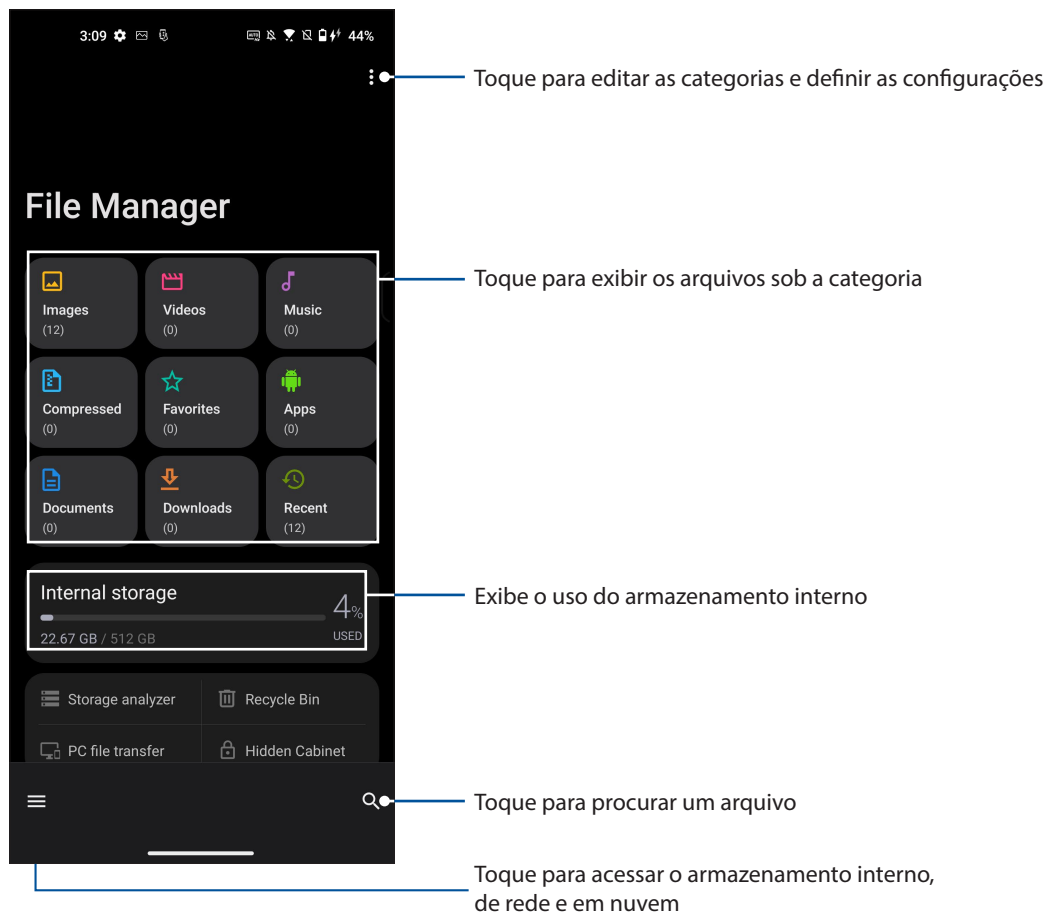 3:09 44%
Toque para editar as categorias e definir as configurações
File Manager
Toque para exibir os arquivos sob a categoria
Images Videos Music
(12) (0) (0)
Compressed Favorites Apps
(0) (0) (0)
Documents Downloads Recent
(0) (0) (12)
Internal storage
4%
22.67 GB / 512 GB USED
Exibe o uso do armazenamento interno
Storage analyzer Recycle Bin
PC file transfer Hidden Cabinet
Toque para procurar um arquivo
Toque para acessar o armazenamento interno,
de rede e em nuvem